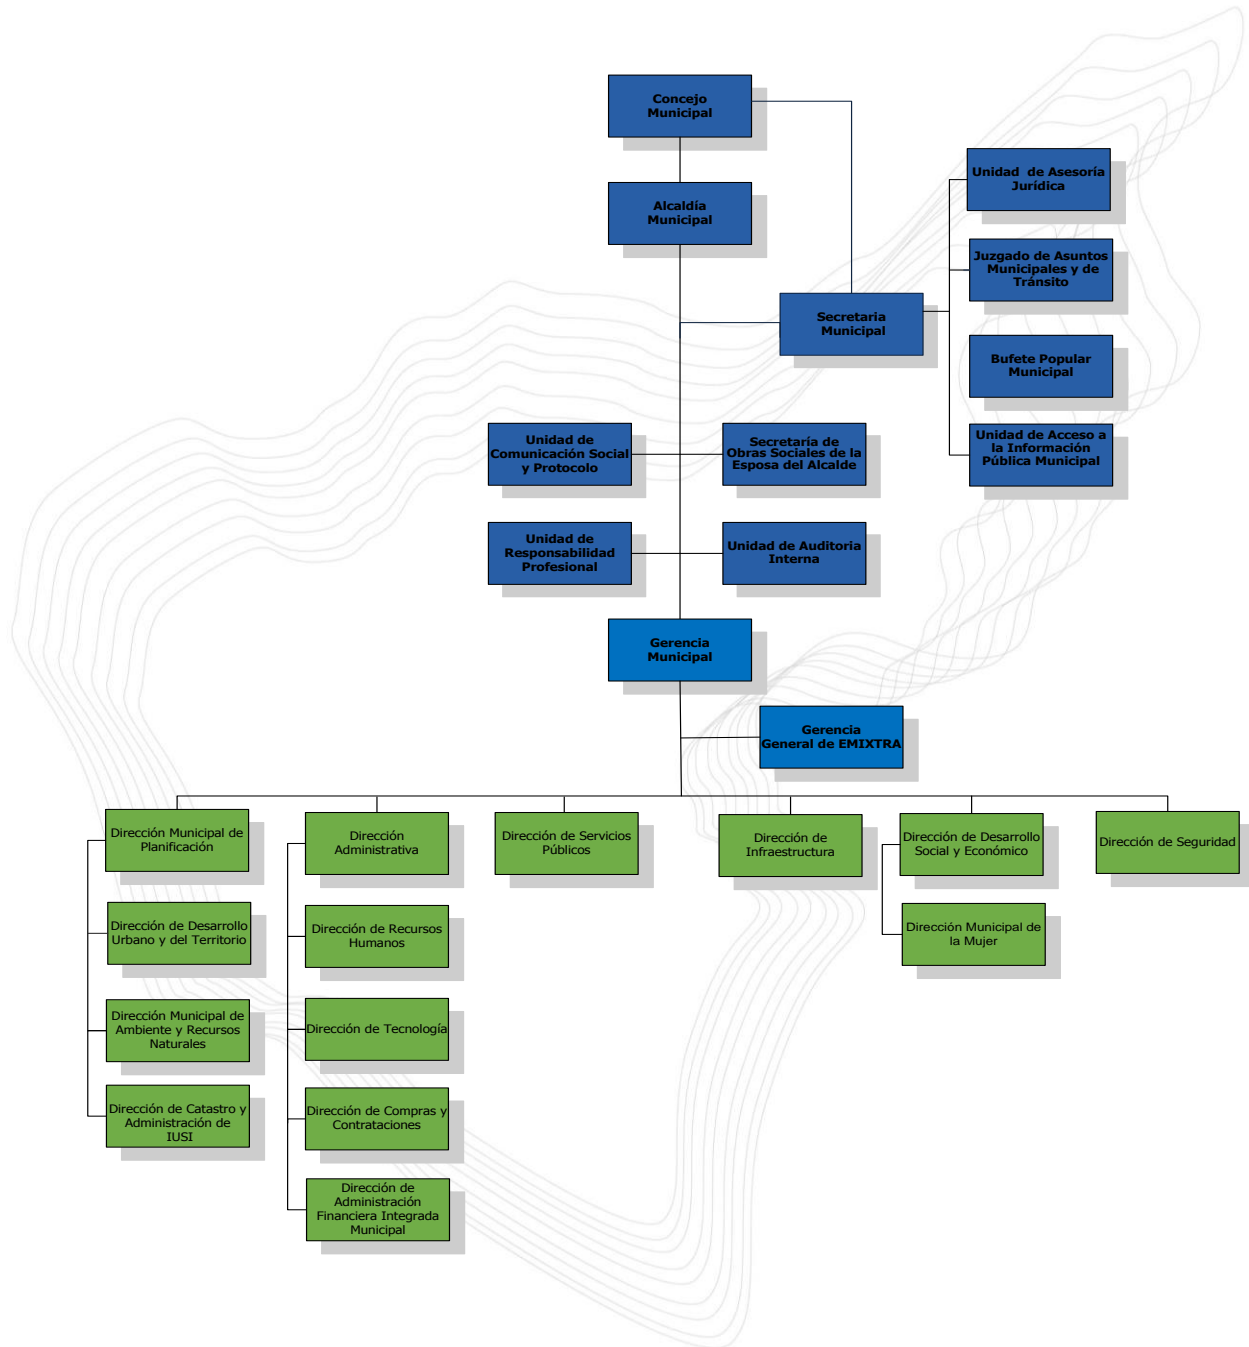 Concejo
Municipal
Alcaldía
Municipal
Unidad de Asesoría
Jurídica
Juzgado de Asuntos
Municipales y de
Tránsito
Secretaria
Municipal
Bufete Popular
Municipal
Unidad de Acceso a
la Información
Pública Municipal
Unidad de
Comunicación Social
y Protocolo
Secretaría de
Obras Sociales de la
Esposa del Alcalde
Unidad de
Responsabilidad
Profesional
Unidad de Auditoria
Interna
Gerencia
Municipal
Gerencia
General de EMIXTRA
Dirección Municipal de
Planificación
Dirección
Administrativa
Dirección de Servicios
Públicos
Dirección de
Infraestructura
Dirección de Desarrollo
Social y Económico
Dirección de Seguridad
Dirección de Desarrollo
Urbano y del Territorio
Dirección de Recursos
Humanos
Dirección Municipal de
la Mujer
Dirección Municipal de
Ambiente y Recursos
Naturales
Dirección de Tecnología
Dirección de Catastro y
Administración de
IUSI
Dirección de Compras y
Contrataciones
Dirección de
Administración
Financiera Integrada
Municipal